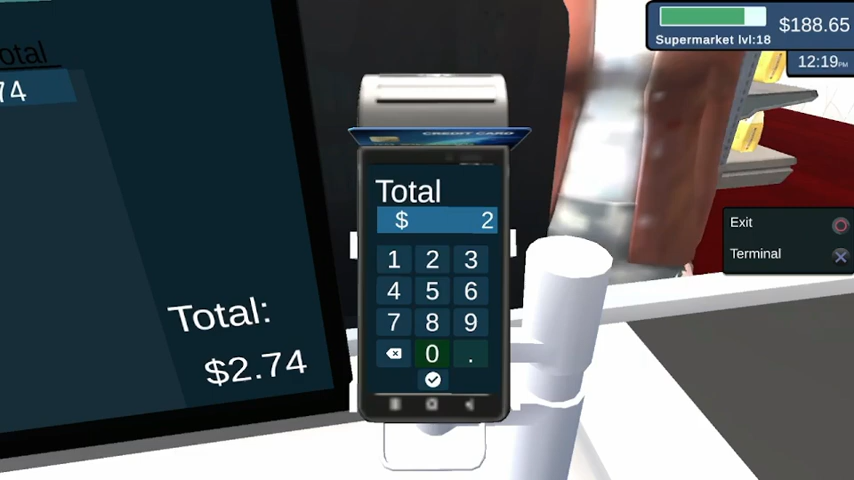 $188.65
Supermarket lvl:18
12:19PM
otal
74
CREDIT CARD
Total
$ 2
1 2 3
4 5 6
7 8 9
0 .
Exit
Terminal
Total:
$2.74